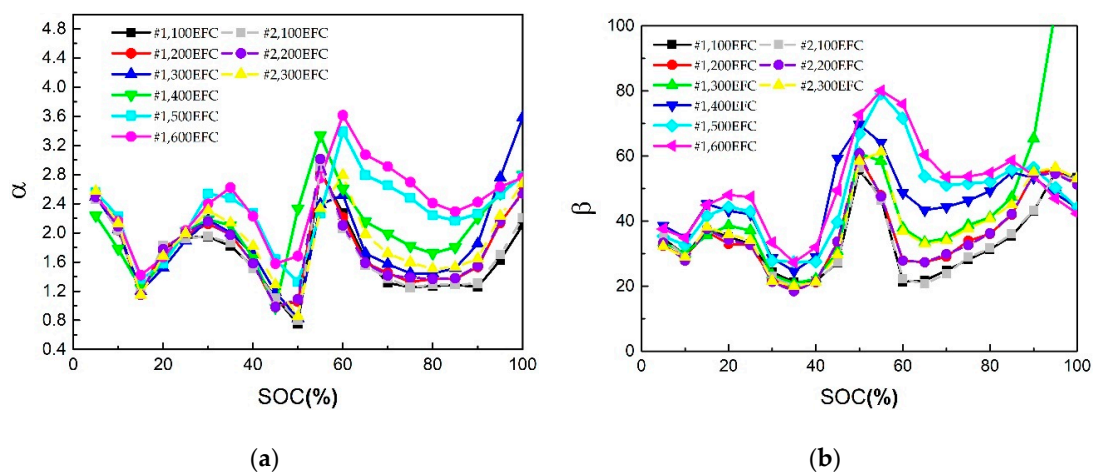 4.8
4.4
4.0
3.6
3.2
2.8
2.4
2.0
1.6
1.2
0.8
0.4
α
#1,100EFC #2,100EFC
#1,200EFC #2,200EFC
#1,300EFC #2,300EFC
#1,400EFC
#1,500EFC
#1,600EFC
0 20 40 60 80 100
SOC(%)
(a)
100
80
60
40
20
0
β
#1,100EFC #2,100EFC
#1,200EFC #2,200EFC
#1,300EFC #2,300EFC
#1,400EFC
#1,500EFC
#1,600EFC
0 20 40 60 80 100
SOC(%)
(b)